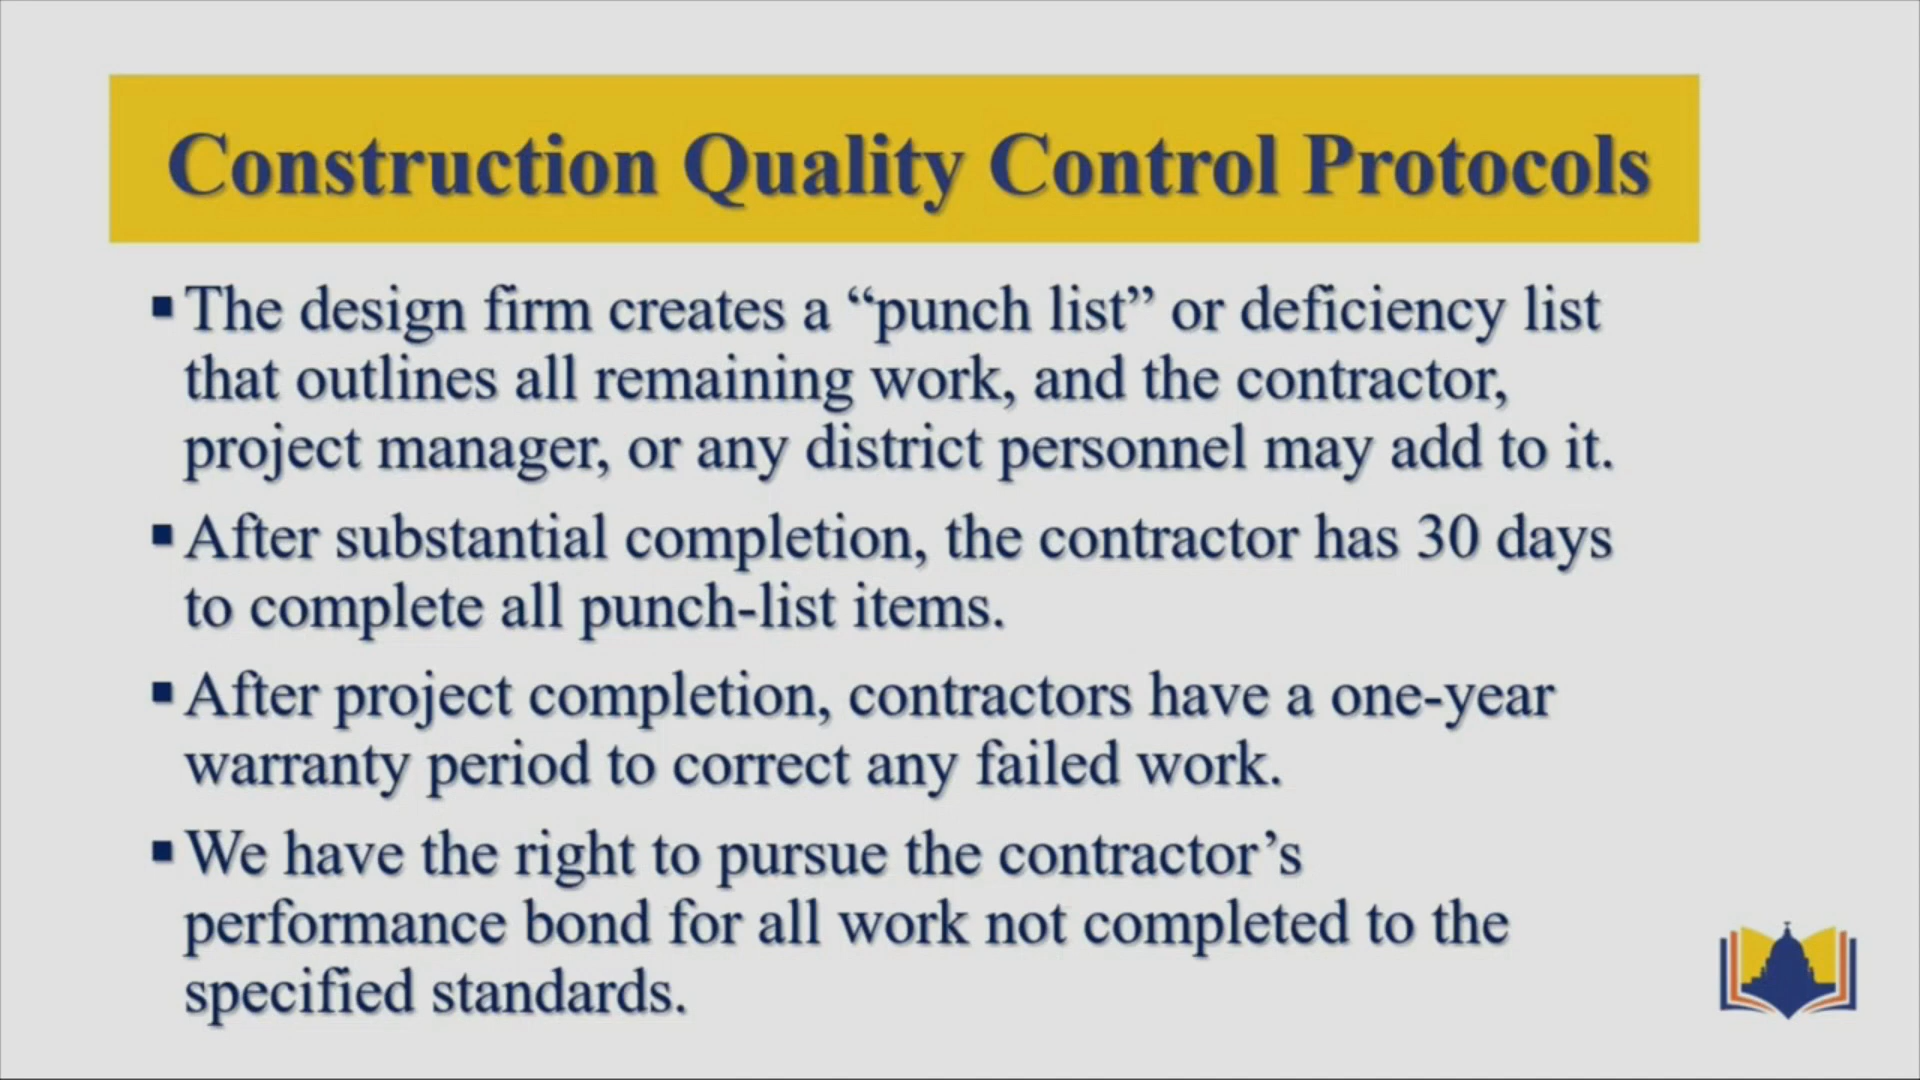 Construction Quality Control Protocols
▪ The design firm creates a “punch list” or deficiency list
that outlines all remaining work, and the contractor,
project manager, or any district personnel may add to it.
▪ After substantial completion, the contractor has 30 days
to complete all punch-list items.
▪ After project completion, contractors have a one-year
warranty period to correct any failed work.
▪ We have the right to pursue the contractor’s
performance bond for all work not completed to the
specified standards.